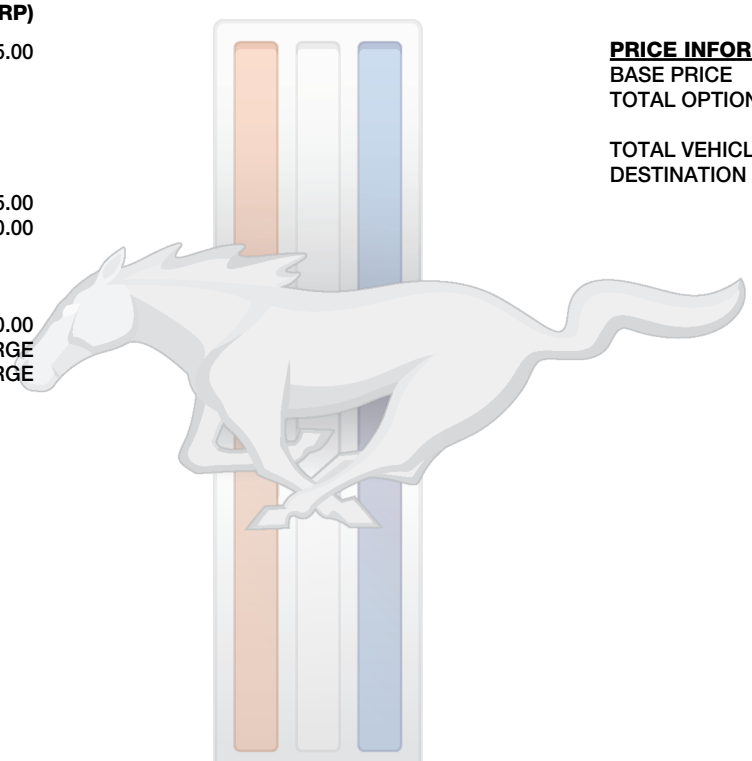 RP)
5.00
5.00
0.00
0.00
RGE
RGE
PRICE INFOR
BASE PRICE
TOTAL OPTION
TOTAL VEHICL
DESTINATION